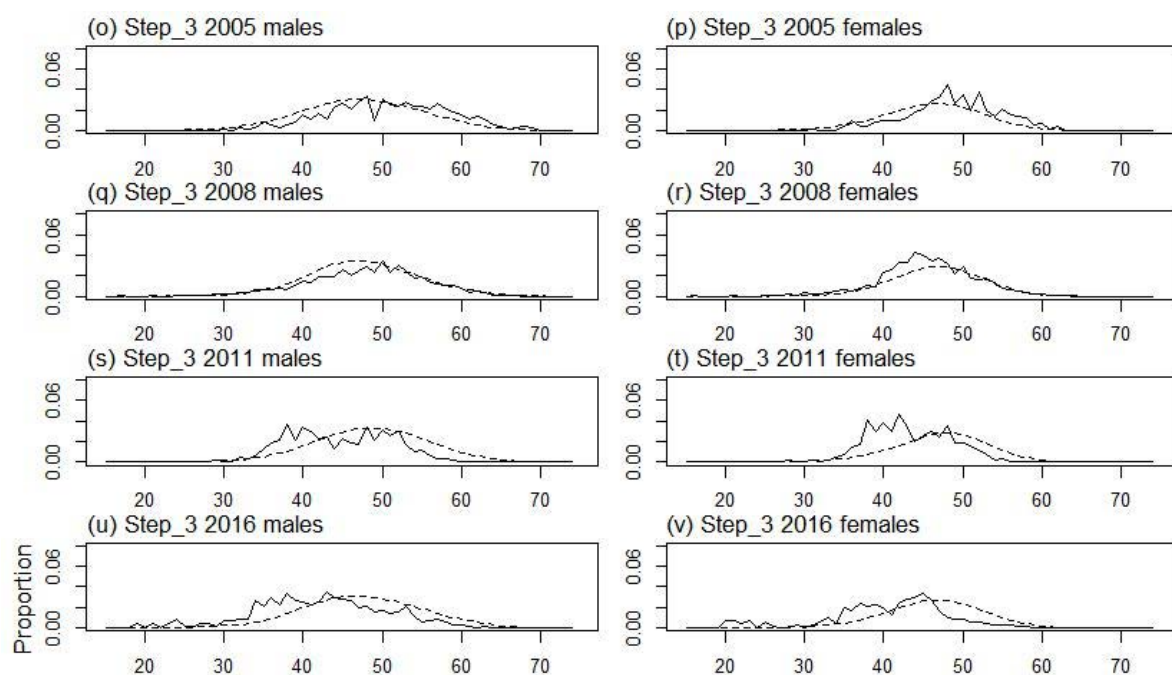 (o) Step_3 2005 males
(p) Step_3 2005 females
0.06
0.00
0.06
0.00
20 30 40 50 60 70
20 30 40 50 60 70
(q) Step_3 2008 males
(r) Step_3 2008 females
0.06
0.00
0.06
0.00
20 30 40 50 60 70
20 30 40 50 60 70
(s) Step_3 2011 males
(t) Step_3 2011 females
0.06
0.00
0.06
0.00
20 30 40 50 60 70
20 30 40 50 60 70
(u) Step_3 2016 males
(v) Step_3 2016 females
Proportion
0.06
0.00
0.06
0.00
20 30 40 50 60 70
20 30 40 50 60 70